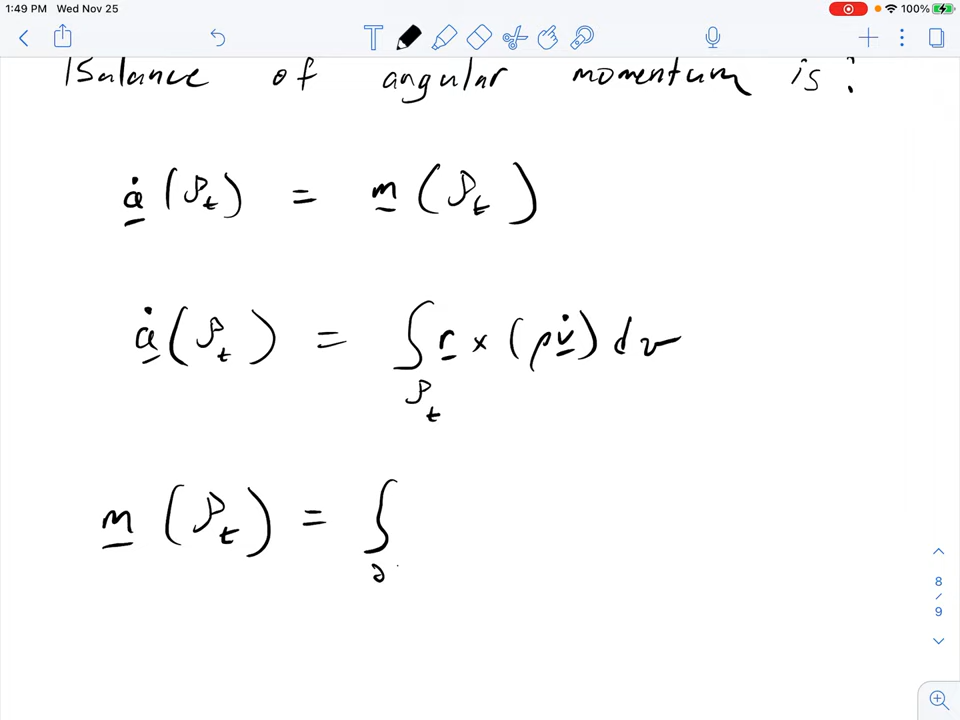 1:49 PM Wed Nov 25 100%
Balance of angular momentum is:
ȧ (𝒫ₜ) = m (𝒫ₜ)
ȧ (𝒫ₜ) = ∫ r × (ρv̇) dv
𝒫ₜ
m (𝒫ₜ) = ∫
∂
8
/
9